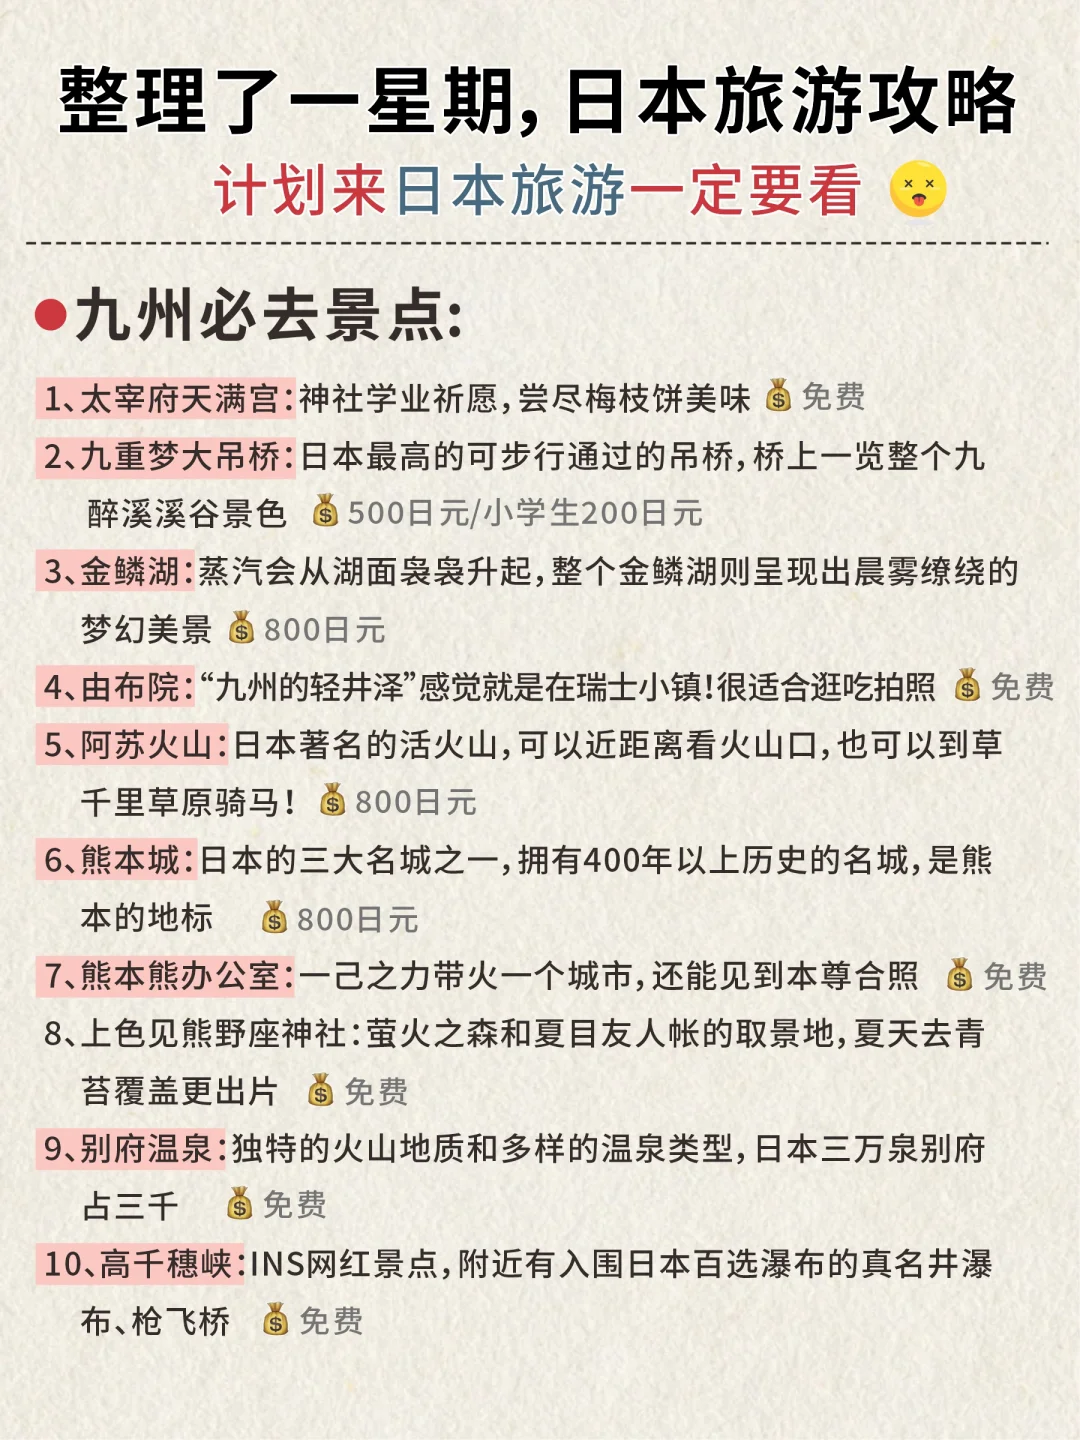 整理了一星期，日本旅游攻略
计划来日本旅游一定要看
九州必去景点：
1、太宰府天满宫：神社学业祈愿，尝尽梅枝饼美味 免费
2、九重梦大吊桥：日本最高的可步行通过的吊桥，桥上一览整个九
醉溪溪谷景色 500日元/小学生200日元
3、金鳞湖：蒸汽会从湖面袅袅升起，整个金鳞湖则呈现出晨雾缭绕的
梦幻美景 800日元
4、由布院：“九州的轻井泽”感觉就是在瑞士小镇！很适合逛吃拍照 免费
5、阿苏火山：日本著名的活火山，可以近距离看火山口，也可以到草
千里草原骑马！ 800日元
6、熊本城：日本的三大名城之一，拥有400年以上历史的名城，是熊
本的地标 800日元
7、熊本熊办公室：一己之力带火一个城市，还能见到本尊合照 免费
8、上色见熊野座神社：萤火之森和夏目友人帐的取景地，夏天去青
苔覆盖更出片 免费
9、别府温泉：独特的火山地质和多样的温泉类型，日本三万泉别府
占三千 免费
10、高千穗峡：INS网红景点，附近有入围日本百选瀑布的真名井瀑
布、枪飞桥 免费